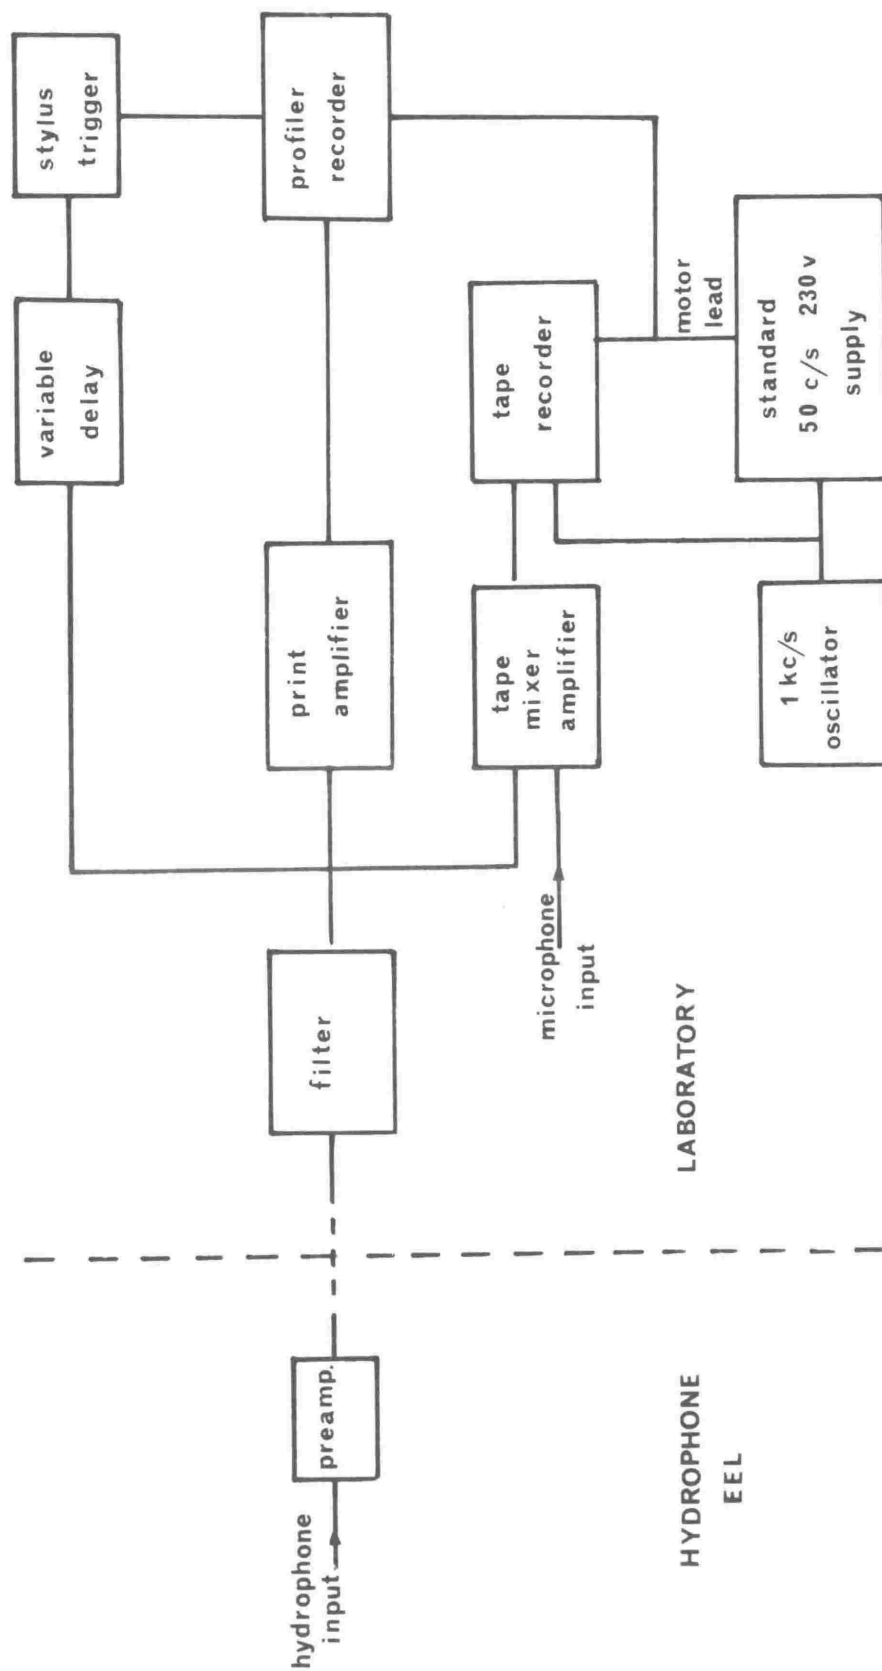 hydrophone
input
preamp.
HYDROPHONE
EEL
filter
LABORATORY
microphone
input
variable
delay
stylus
trigger
print
amplifier
profiler
recorder
tape
mixer
amplifier
tape
recorder
motor
lead
1 kc/s
oscillator
standard
50 c/s 230v
supply